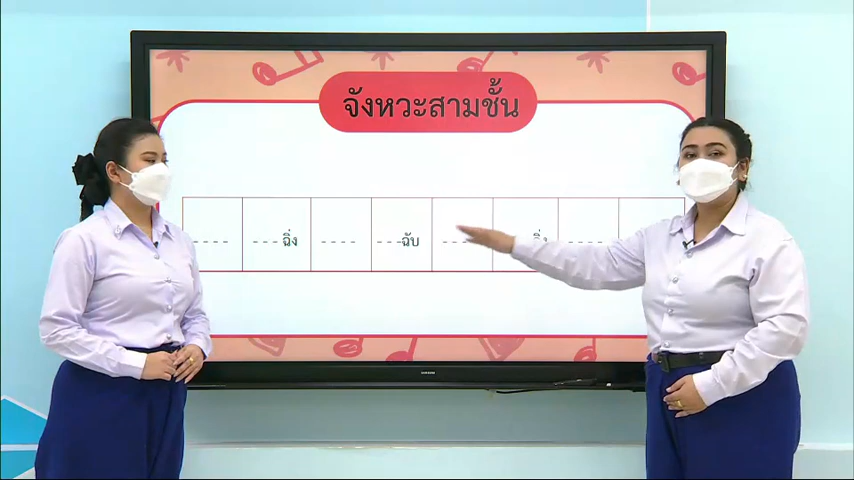 จังหวะสามชั้น
---- ---ฉิ่ง ---- ---ฉับ ---- ---- ----
SAMSUNG